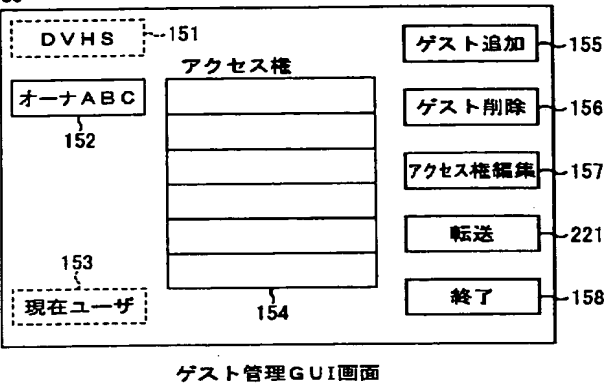 DVHS
151
アクセス権
ゲスト追加
155
オーナABC
152
ゲスト削除
156
アクセス権編集
157
転送
221
153
現在ユーザ
154
終了
158
ゲスト管理GUI画面